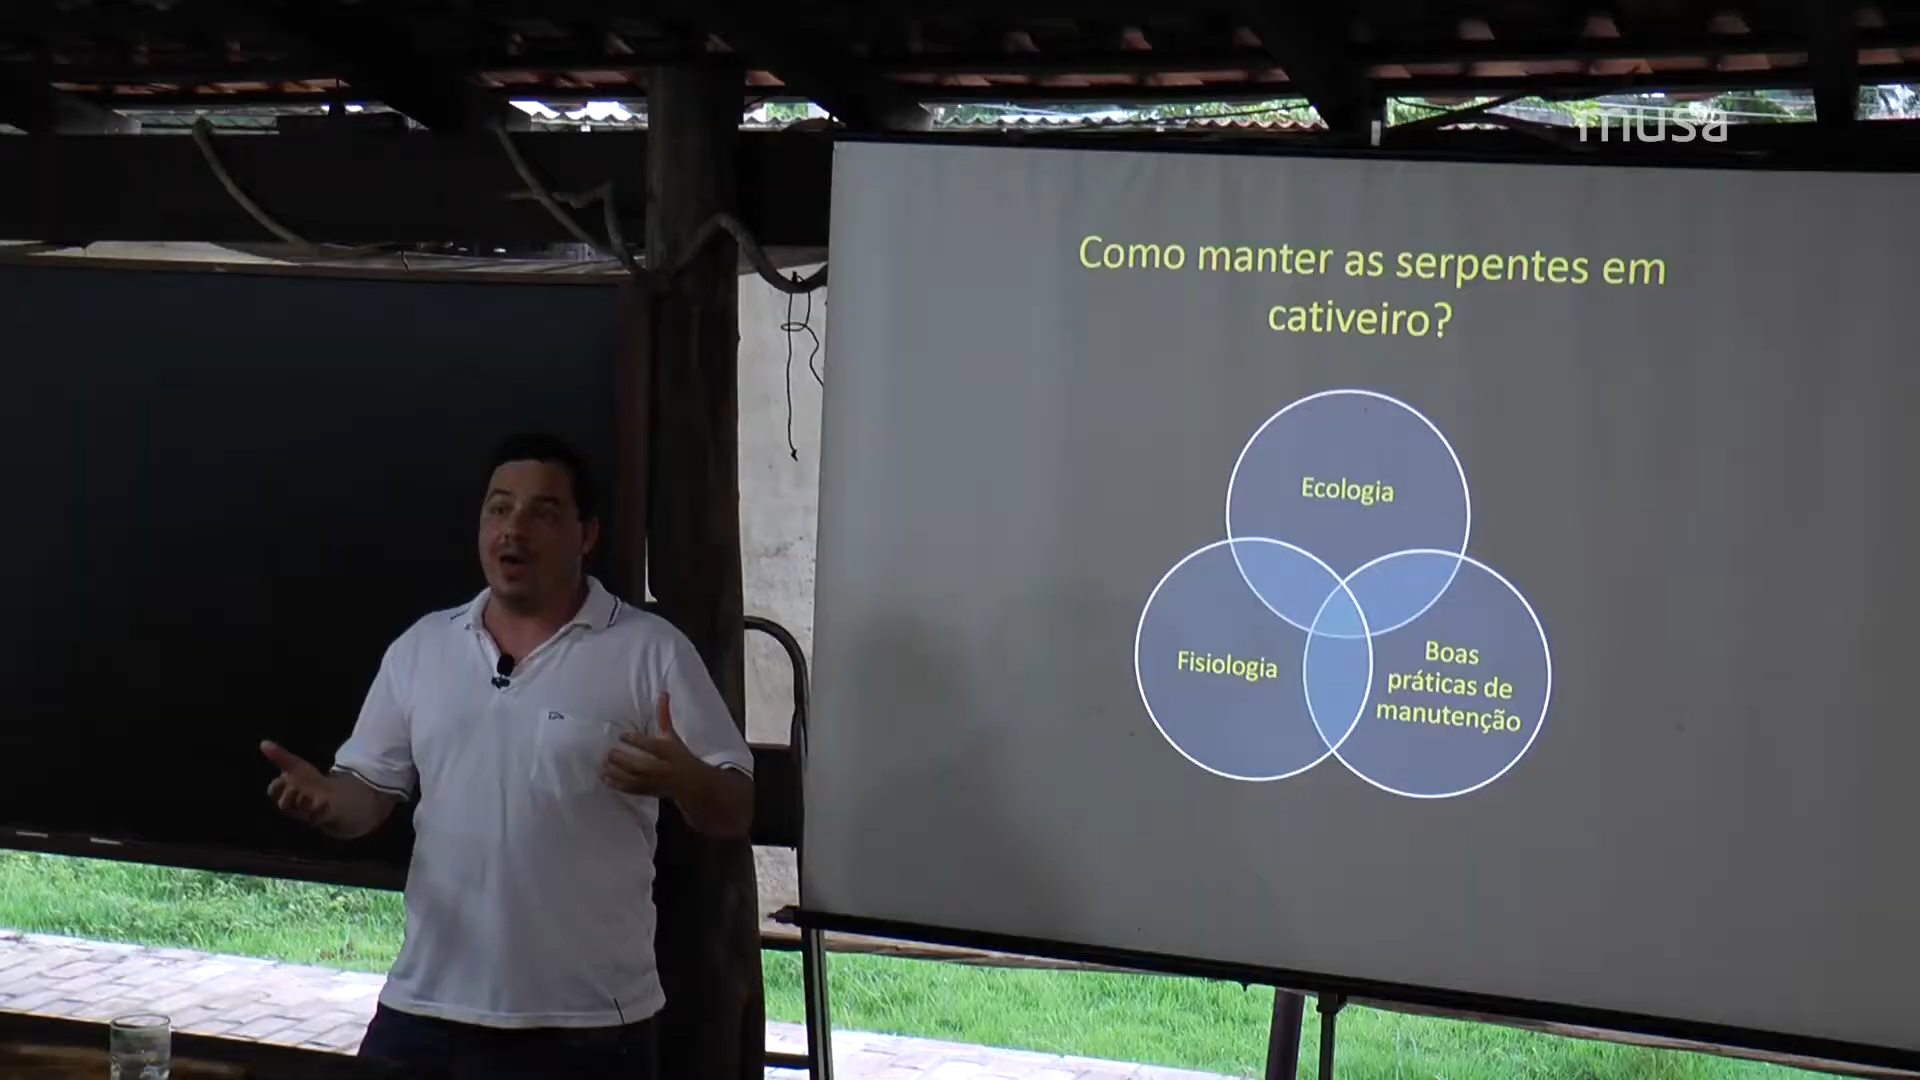 musa
Como manter as serpentes em
cativeiro?
Ecologia
Fisiologia
Boas
práticas de
manutenção